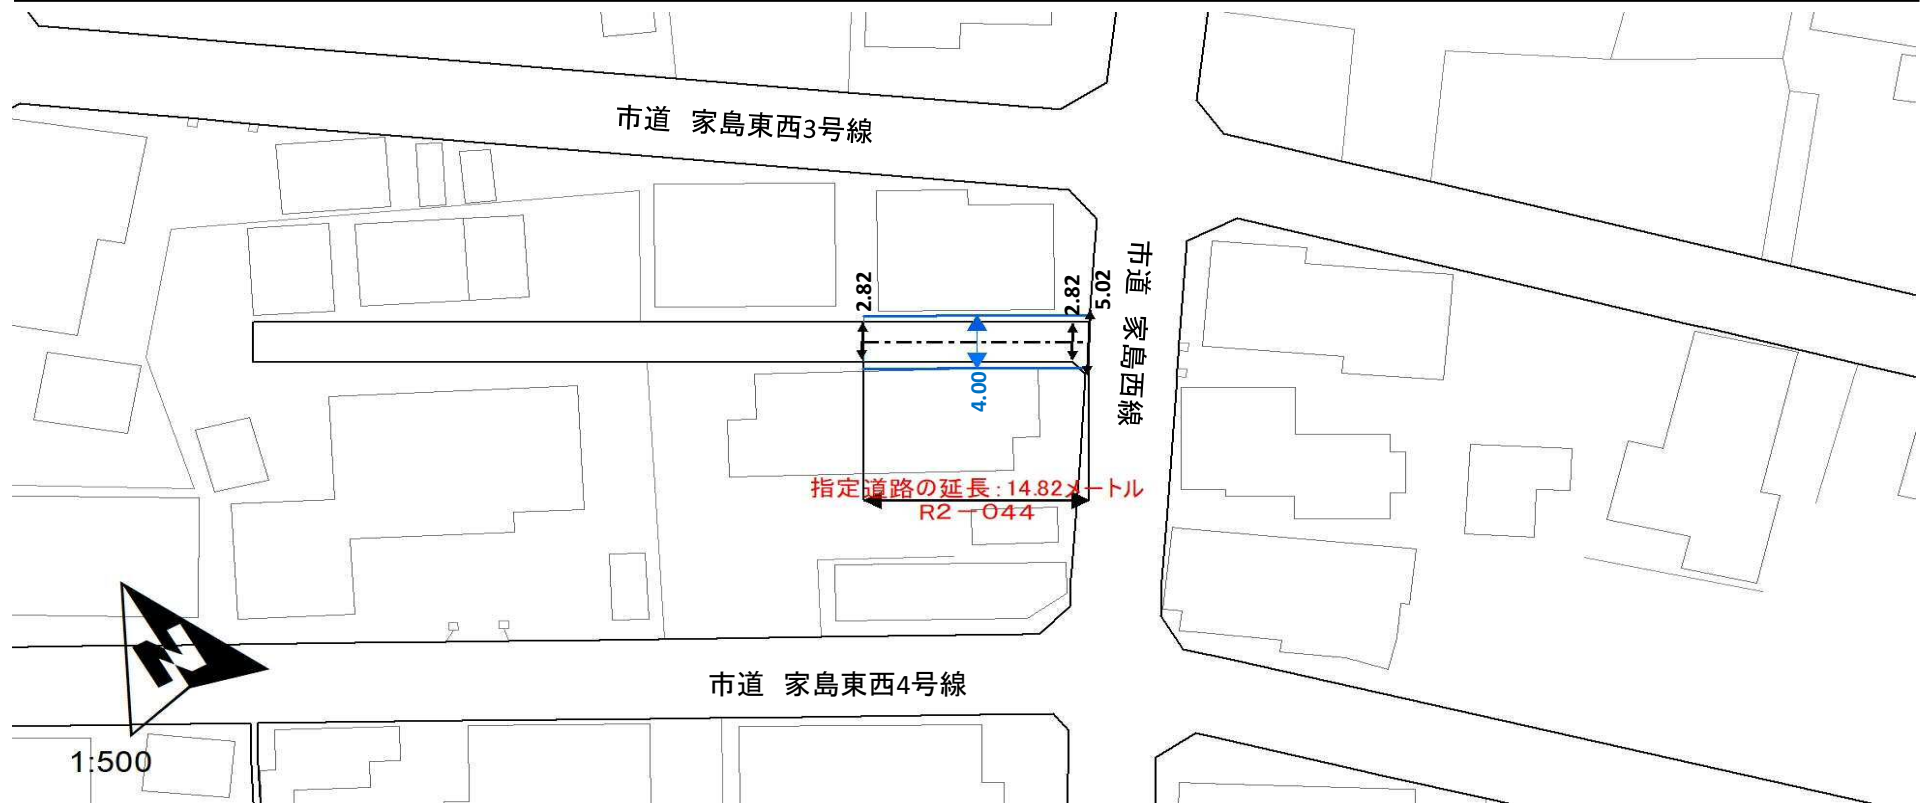 市道　家島東西3号線
2.82
2.82
5.02
市道 家島西線
4.00
指定道路の延長：14.82メートル
R2－044
市道　家島東西4号線
N
1:500